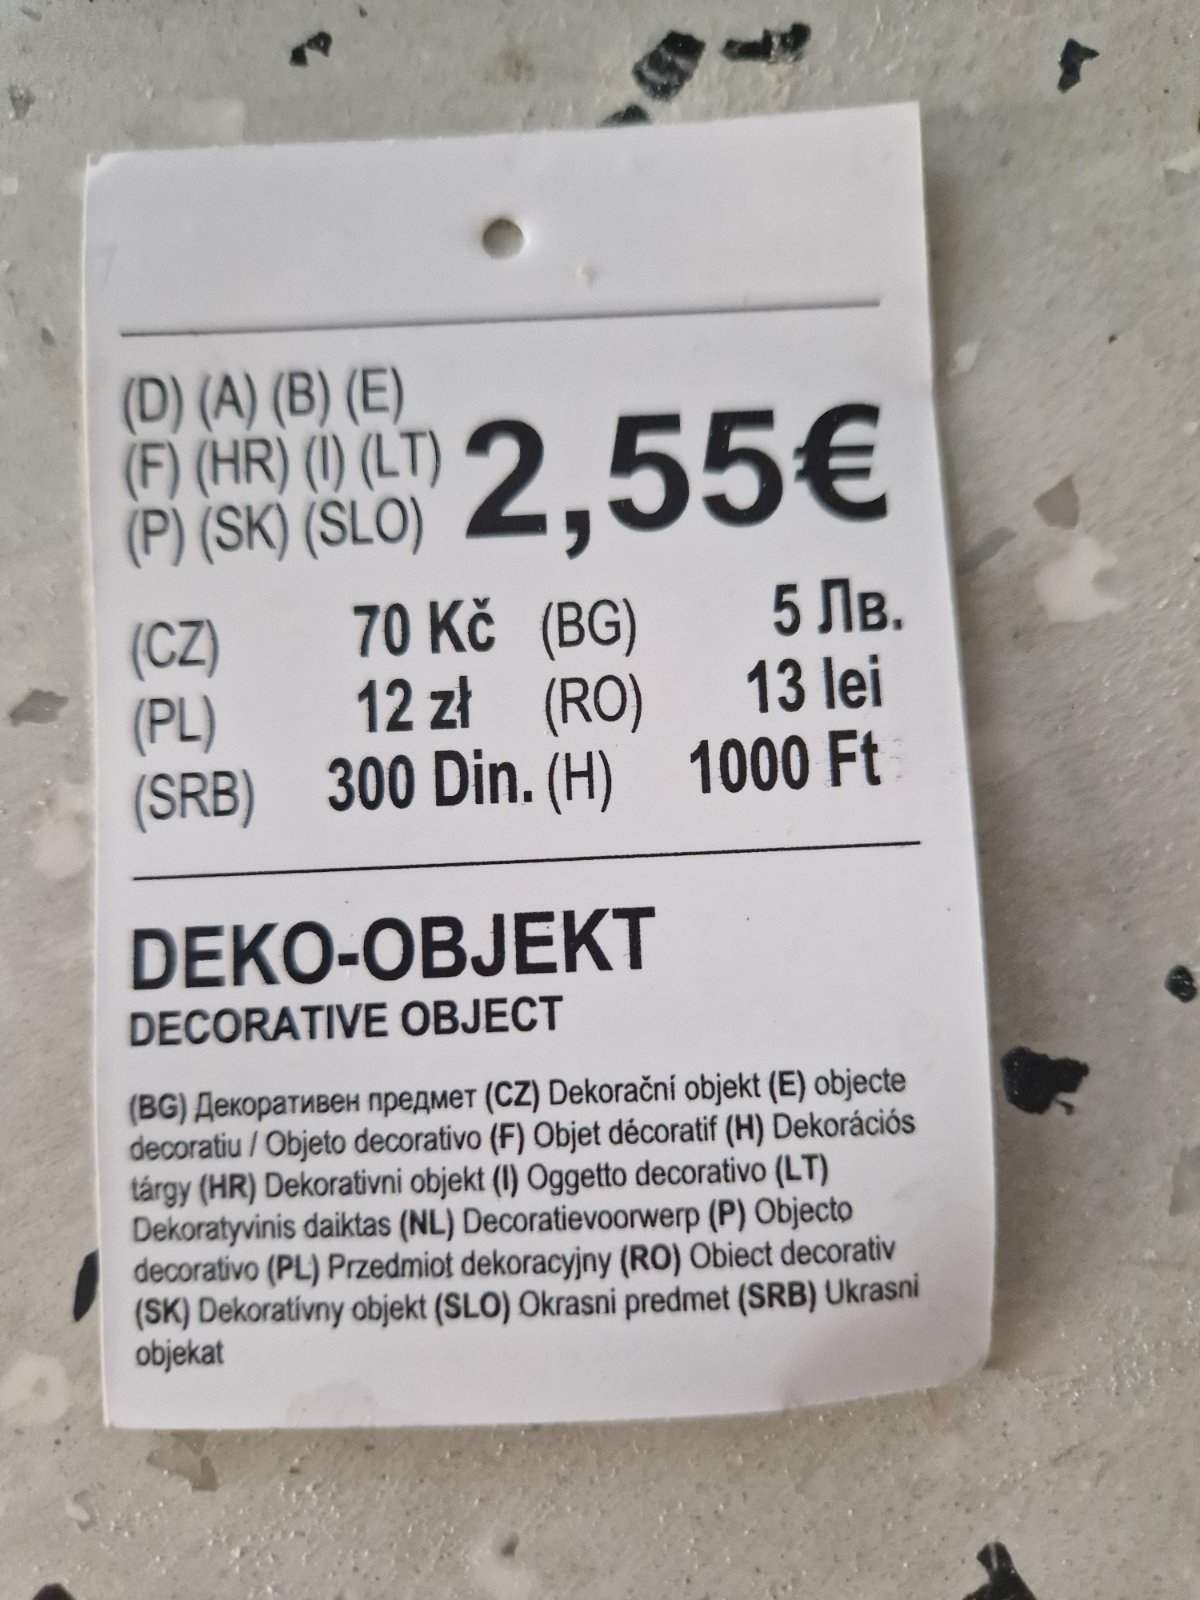 (D) (A) (B) (E)
(F) (HR) (I) (LT) 2,55€
(P) (SK) (SLO)
(CZ) 70 Kč (BG) 5 Лв.
(PL) 12 zł (RO) 13 lei
(SRB) 300 Din. (H) 1000 Ft
DEKO-OBJEKT
DECORATIVE OBJECT
(BG) Декоративен предмет (CZ) Dekorační objekt (E) objecte
decoratiu / Objeto decorativo (F) Objet décoratif (H) Dekorációs
tárgy (HR) Dekorativni objekt (I) Oggetto decorativo (LT)
Dekoratyvinis daiktas (NL) Decoratievoorwerp (P) Objecto
decorativo (PL) Przedmiot dekoracyjny (RO) Obiect decorativ
(SK) Dekoratívny objekt (SLO) Okrasni predmet (SRB) Ukrasni
objekat